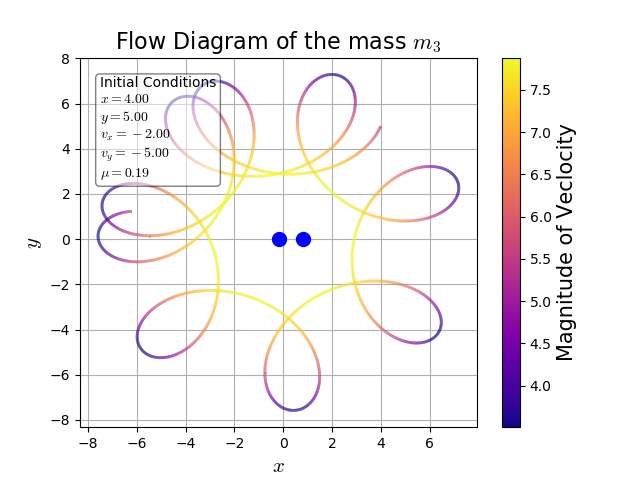 Flow Diagram of the mass m₃
Initial Conditions
x = 4.00
y = 5.00
vₓ = −2.00
v_y = −5.00
μ = 0.19
8
6
4
2
0
−2
−4
−6
−8
y
−8 −6 −4 −2 0 2 4 6
x
7.5
7.0
6.5
6.0
5.5
5.0
4.5
4.0
Magnitude of Veclocity